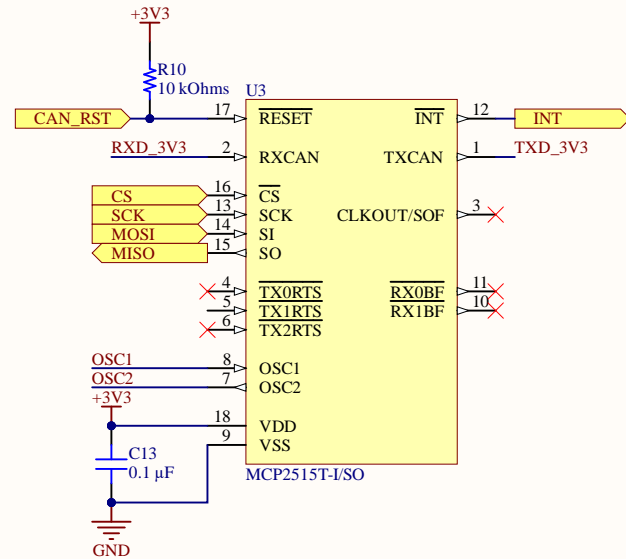 +3V3
R10
10 kOhms
U3
CAN_RST
17
RESET
INT
12
INT
RXD_3V3
2
RXCAN
TXCAN
1
TXD_3V3
CS
16
CS
SCK
13
SCK
CLKOUT/SOF
3
MOSI
14
SI
MISO
15
SO
4
TX0RTS
RX0BF
11
5
TX1RTS
RX1BF
10
6
TX2RTS
OSC1
8
OSC1
OSC2
7
OSC2
+3V3
18
VDD
9
VSS
C13
0.1 µF
MCP2515T-I/SO
GND